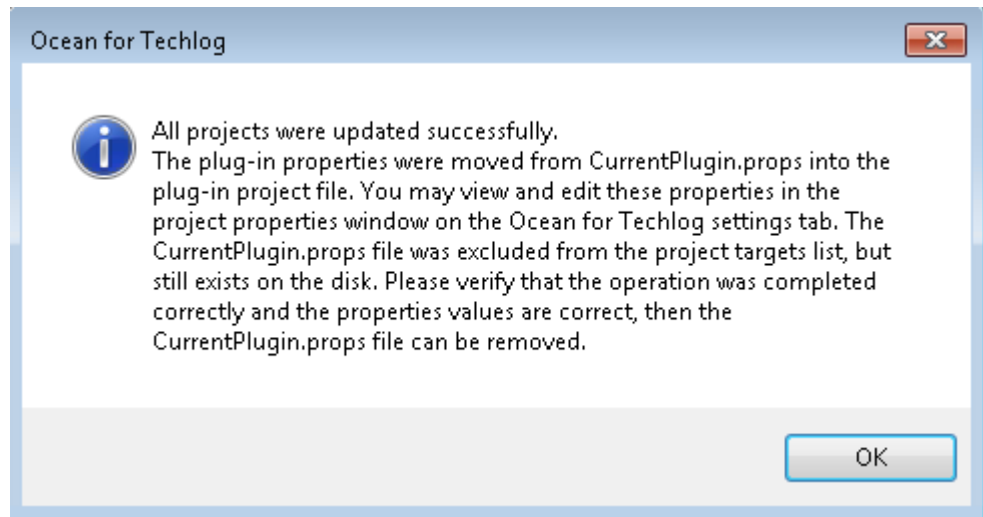 Ocean for Techlog
All projects were updated successfully.
The plug-in properties were moved from CurrentPlugin.props into the
plug-in project file. You may view and edit these properties in the
project properties window on the Ocean for Techlog settings tab. The
CurrentPlugin.props file was excluded from the project targets list, but
still exists on the disk. Please verify that the operation was completed
correctly and the properties values are correct, then the
CurrentPlugin.props file can be removed.
OK